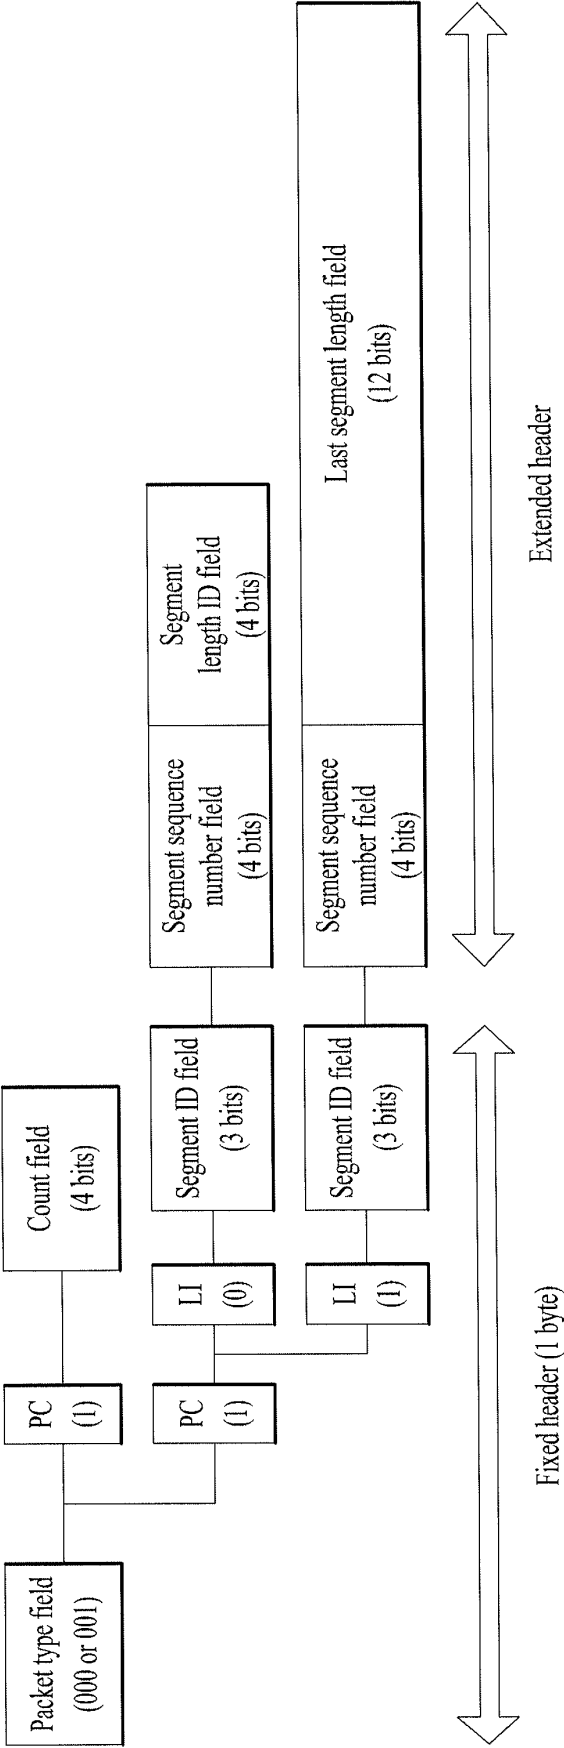 Packet type field
(000 or 001)
PC
(1)
Count field
(4 bits)
PC
(1)
LI
(0)
Segment ID field
(3 bits)
Segment sequence
number field
(4 bits)
Segment
length ID field
(4 bits)
LI
(1)
Segment ID field
(3 bits)
Segment sequence
number field
(4 bits)
Last segment length field
(12 bits)
Fixed header (1 byte)
Extended header